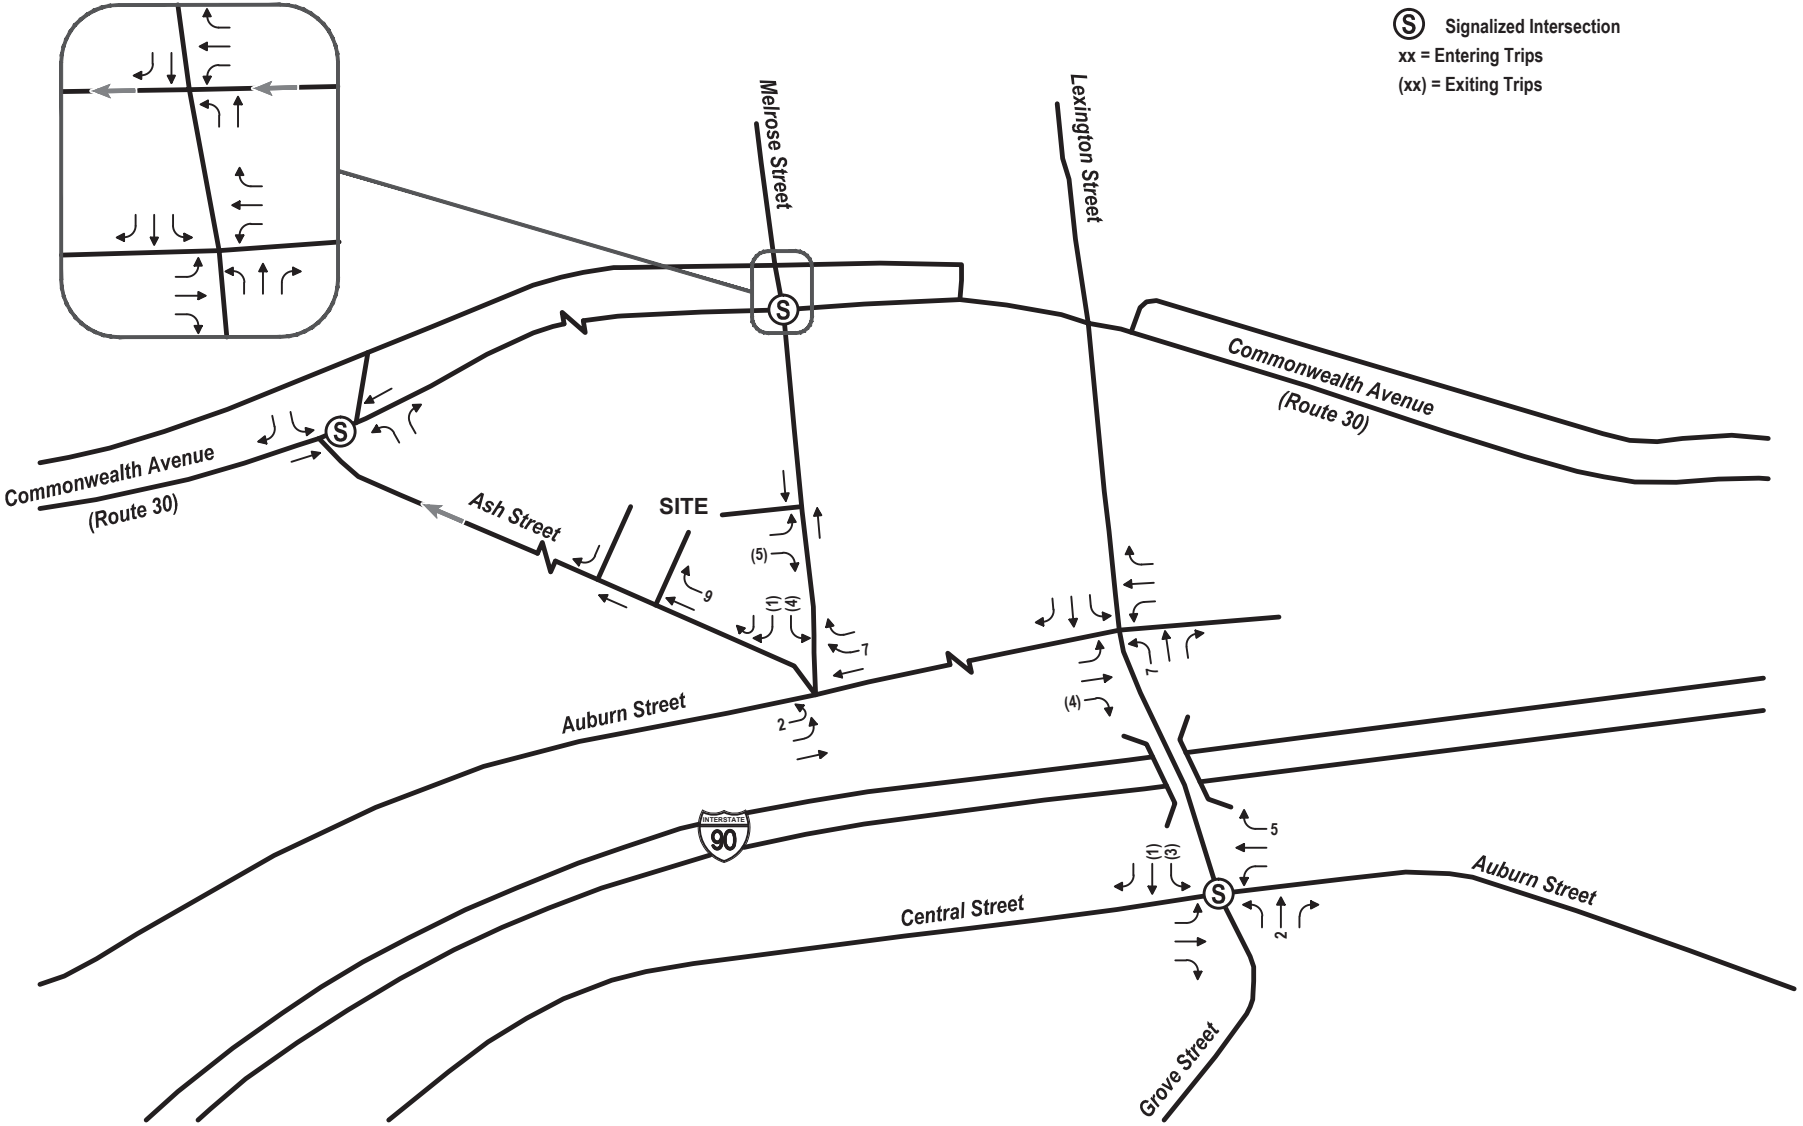 S Signalized Intersection
xx = Entering Trips
(xx) = Exiting Trips
Melrose Street
Lexington Street
S
Commonwealth Avenue
(Route 30)
S
Commonwealth Avenue
(Route 30)
Ash Street
SITE
(5)
9
(1)
(4)
7
7
(4)
Auburn Street
2
INTERSTATE
90
5
(1)
(3)
S
Auburn Street
Central Street
2
Grove Street